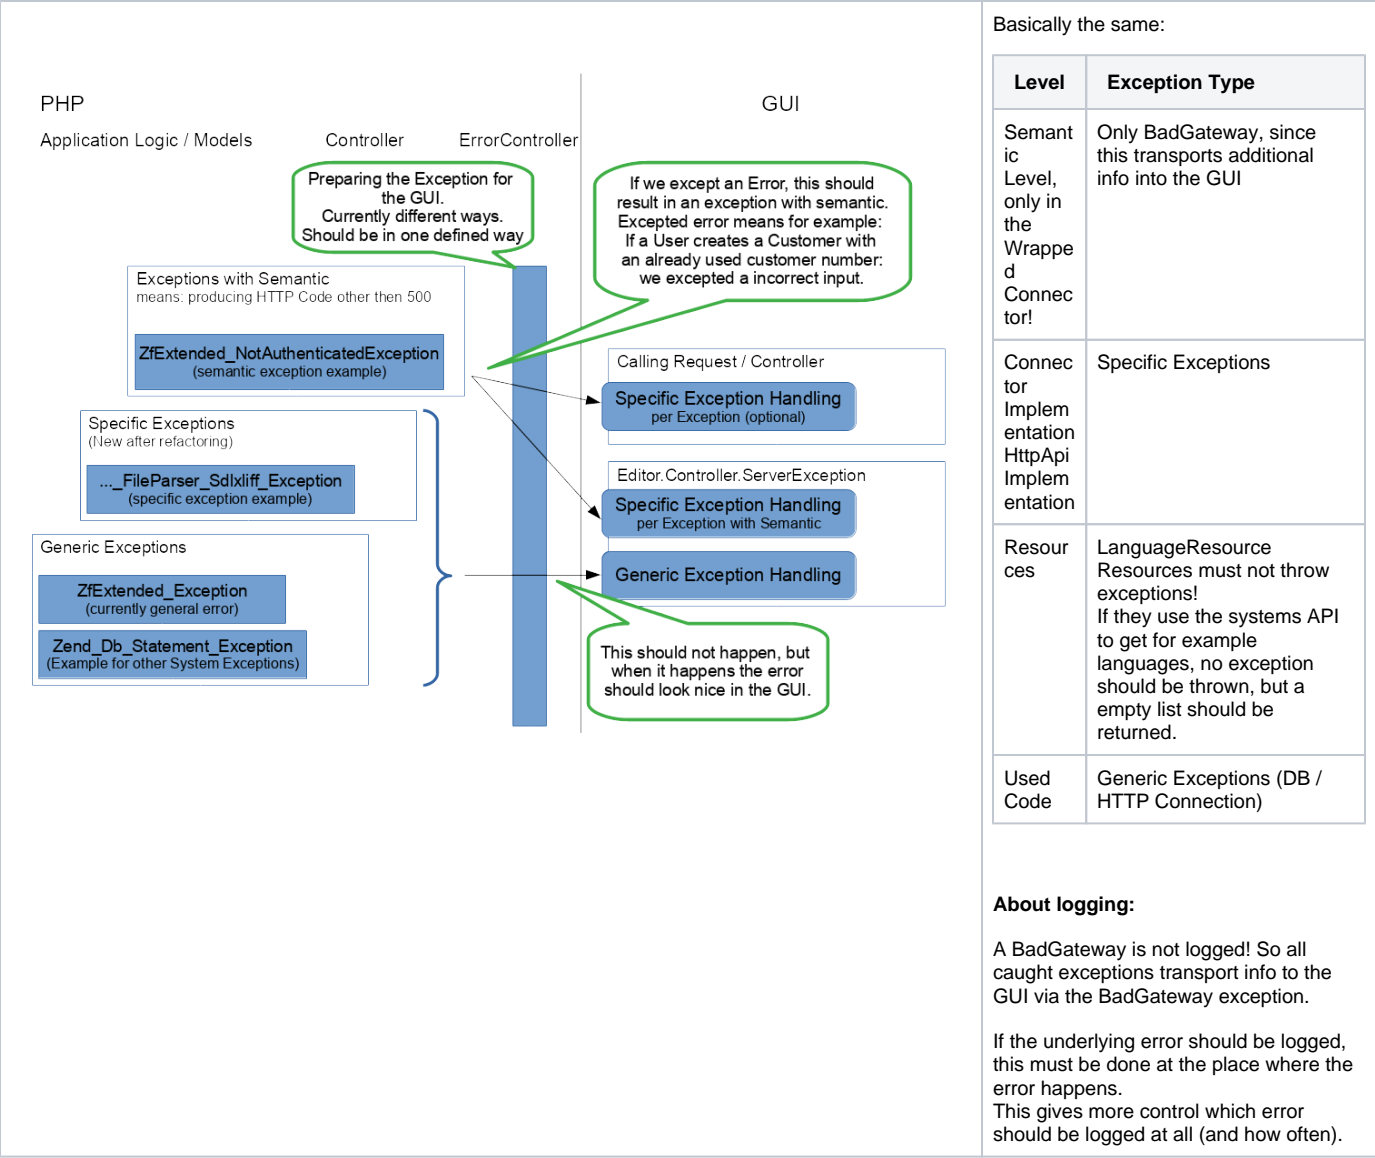 PHP
GUI
Application Logic / Models
Controller
ErrorController
Preparing the Exception for
the GUI.
Currently different ways.
Should be in one defined way
If we except an Error, this should
result in an exception with semantic.
Excepted error means for example:
If a User creates a Customer with
an already used customer number:
we excepted a incorrect input.
Exceptions with Semantic
means: producing HTTP Code other then 500
ZfExtended_NotAuthenticatedException
(semantic exception example)
Calling Request / Controller
Specific Exception Handling
per Exception (optional)
Specific Exceptions
(New after refactoring)
..._FileParser_Sdlxliff_Exception
(specific exception example)
Editor.Controller.ServerException
Specific Exception Handling
per Exception with Semantic
Generic Exception Handling
Generic Exceptions
ZfExtended_Exception
(currently general error)
Zend_Db_Statement_Exception
(Example for other System Exceptions)
This should not happen, but
when it happens the error
should look nice in the GUI.
Basically the same:
Level
Exception Type
Semant
ic
Level,
only in
the
Wrappe
d
Connec
tor!
Only BadGateway, since
this transports additional
info into the GUI
Connec
tor
Implem
entation
HttpApi
Implem
entation
Specific Exceptions
Resour
ces
LanguageResource
Resources must not throw
exceptions!
If they use the systems API
to get for example
languages, no exception
should be thrown, but a
empty list should be
returned.
Used
Code
Generic Exceptions (DB /
HTTP Connection)
About logging:
A BadGateway is not logged! So all
caught exceptions transport info to the
GUI via the BadGateway exception.
If the underlying error should be logged,
this must be done at the place where the
error happens.
This gives more control which error
should be logged at all (and how often).